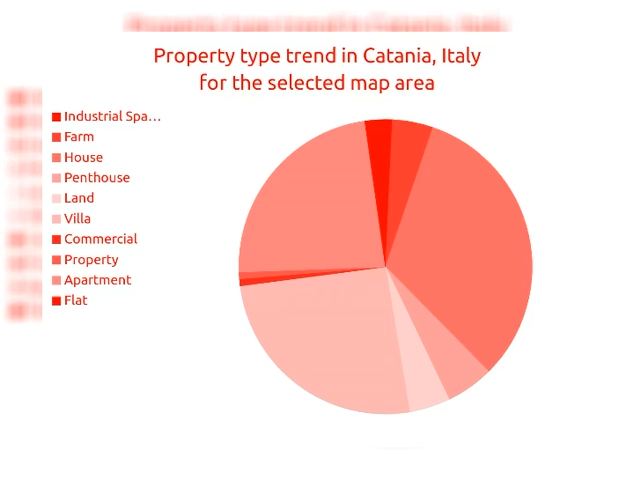 Property type trend in Catania, Italy
for the selected map area
Industrial Spa...
Farm
House
Penthouse
Land
Villa
Commercial
Property
Apartment
Flat